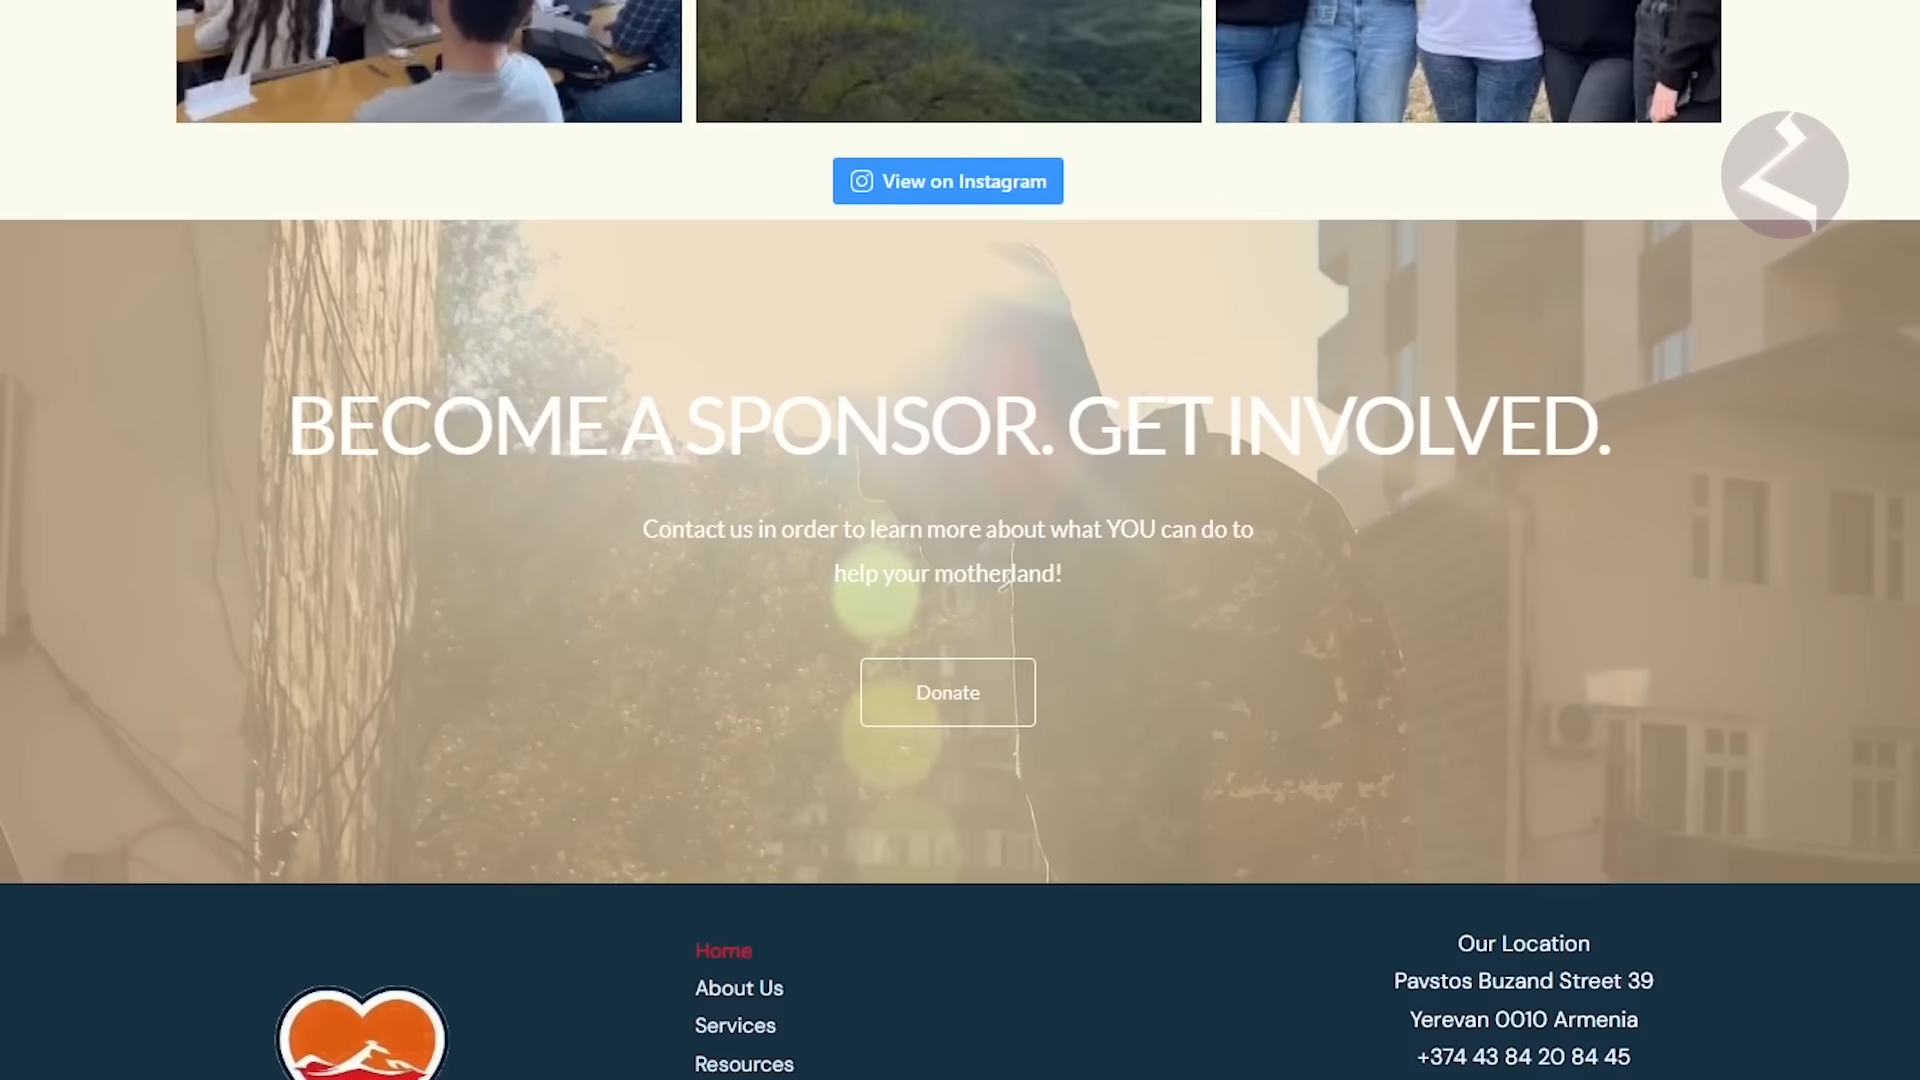 View on Instagram
BECOME A SPONSOR. GET INVOLVED.
Contact us in order to learn more about what YOU can do to
help your motherland!
Donate
Home
About Us
Services
Resources
Our Location
Pavstos Buzand Street 39
Yerevan 0010 Armenia
+374 43 84 20 84 45